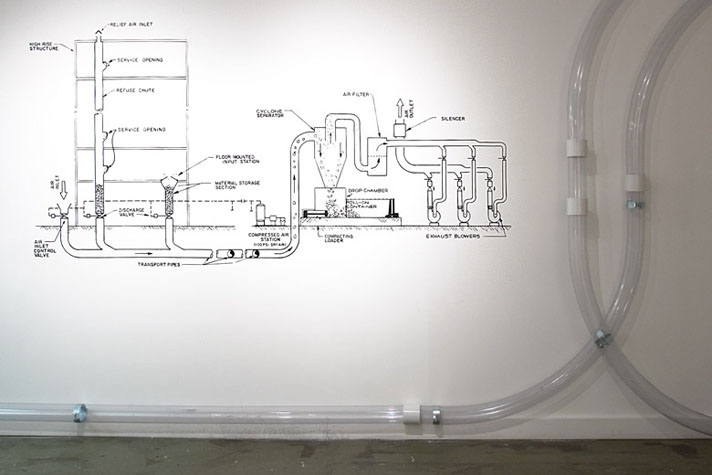 RELIEF AIR INLET
HIGH RISE
STRUCTURE
SERVICE OPENING
REFUSE CHUTE
SERVICE OPENING
FLOOR MOUNTED
INPUT STATION
MATERIAL STORAGE
SECTION
AIR
INLET
DISCHARGE
VALVE
AIR
INLET
CONTROL
VALVE
TRANSPORT PIPES
COMPRESSED AIR
STATION
CYCLONE
SEPARATOR
AIR FILTER
AIR
OUTLET
SILENCER
DROP CHAMBER
ROLL-ON
CONTAINER
COMPACTING
LOADER
EXHAUST BLOWERS